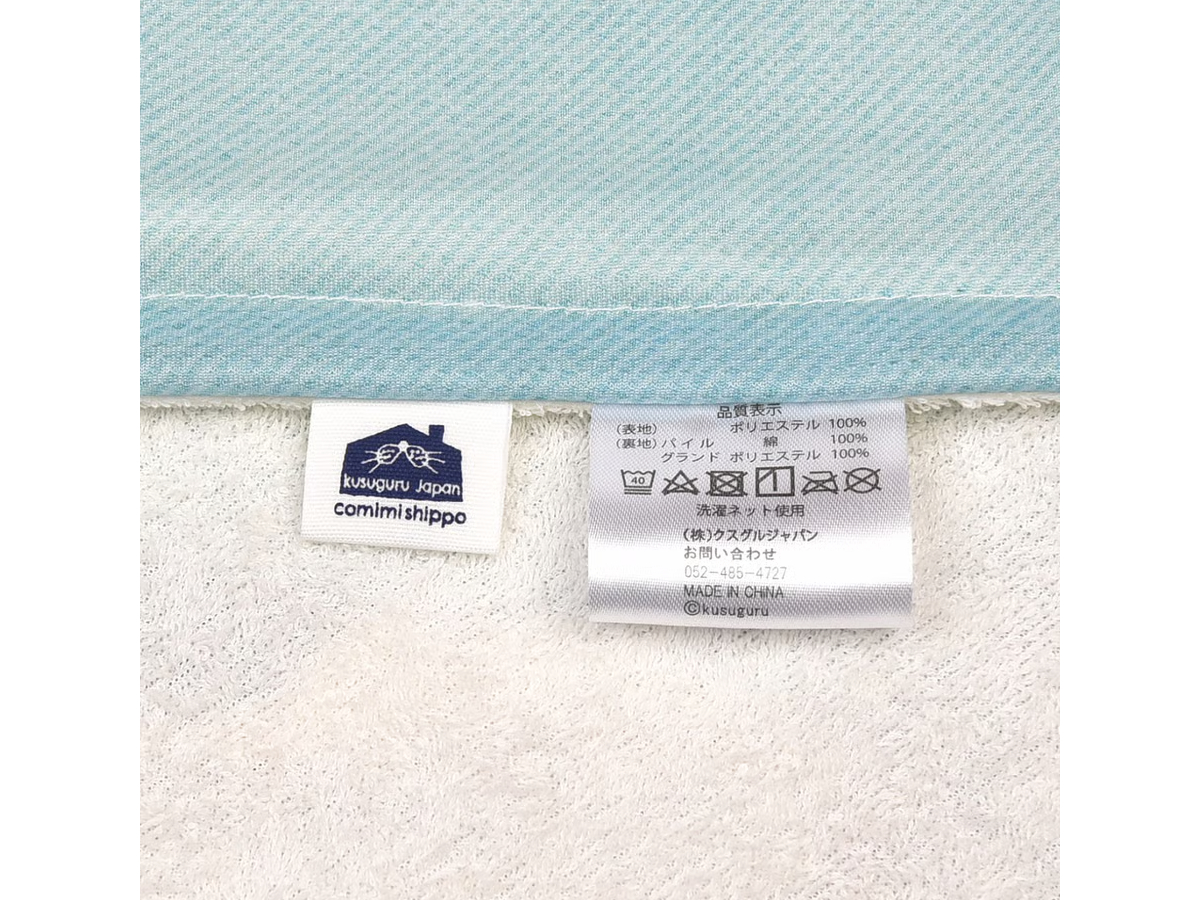 kusuguru Japan
comimi shippo
品質表示
(表地) ポリエステル 100%
(裏地) パイル 綿 100%
グランド ポリエステル 100%
40
洗濯ネット使用
(株)クスグルジャパン
お問い合わせ
052-485-4727
MADE IN CHiNA
©kusuguru